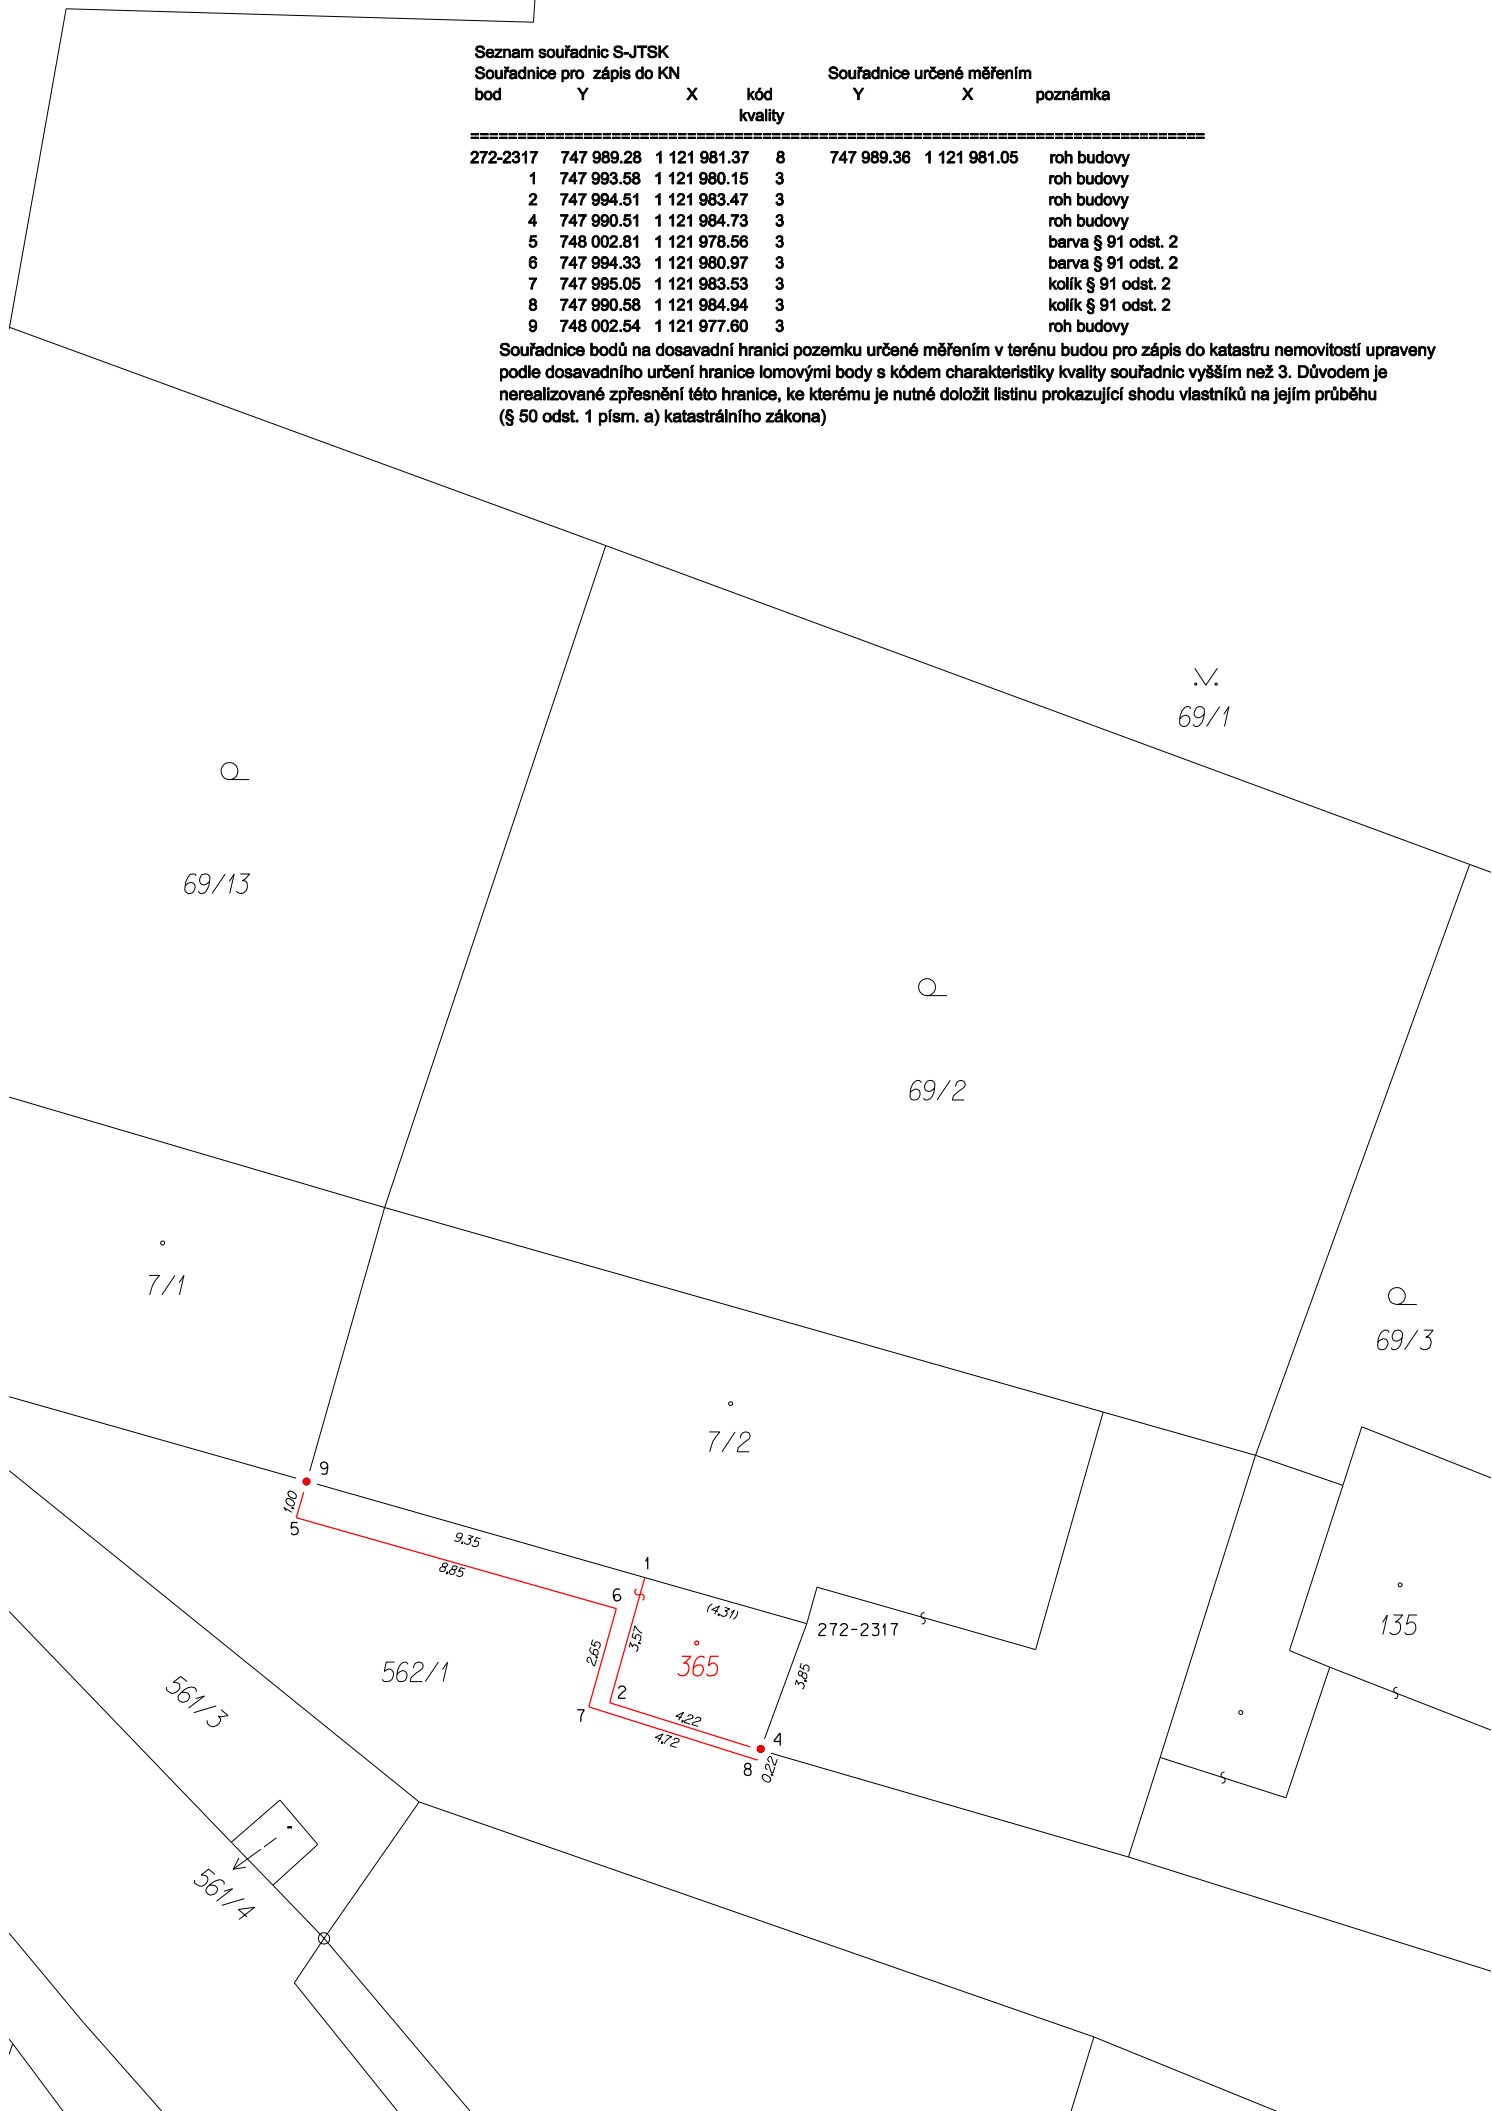 Seznam souřadnic S-JTSK
Souřadnice pro zápis do KN Souřadnice určené měřením
bod Y X kód Y X poznámka
kvality
==============================================================================
272-2317 747 989.28 1 121 981.37 8 747 989.36 1 121 981.05 roh budovy
1 747 993.58 1 121 980.15 3 roh budovy
2 747 994.51 1 121 983.47 3 roh budovy
4 747 990.51 1 121 984.73 3 roh budovy
5 748 002.81 1 121 978.56 3 barva § 91 odst. 2
6 747 994.33 1 121 980.97 3 barva § 91 odst. 2
7 747 995.05 1 121 983.53 3 kolík § 91 odst. 2
8 747 990.58 1 121 984.94 3 kolík § 91 odst. 2
9 748 002.54 1 121 977.60 3 roh budovy
Souřadnice bodů na dosavadní hranici pozemku určené měřením v terénu budou pro zápis do katastru nemovitostí upraveny
podle dosavadního určení hranice lomovými body s kódem charakteristiky kvality souřadnic vyšším než 3. Důvodem je
nerealizované zpřesnění této hranice, ke kterému je nutné doložit listinu prokazující shodu vlastníků na jejím průběhu
(§ 50 odst. 1 písm. a) katastrálního zákona)
69/1
69/13
69/2
7/1
69/3
7/2
9
1.00
5
9.35
8.85
1
6
(4.31)
272-2317
135
3.57
2.65
365
562/1
3.85
561/3
2
7
4.22
4.72
4
8
0.22
561/4